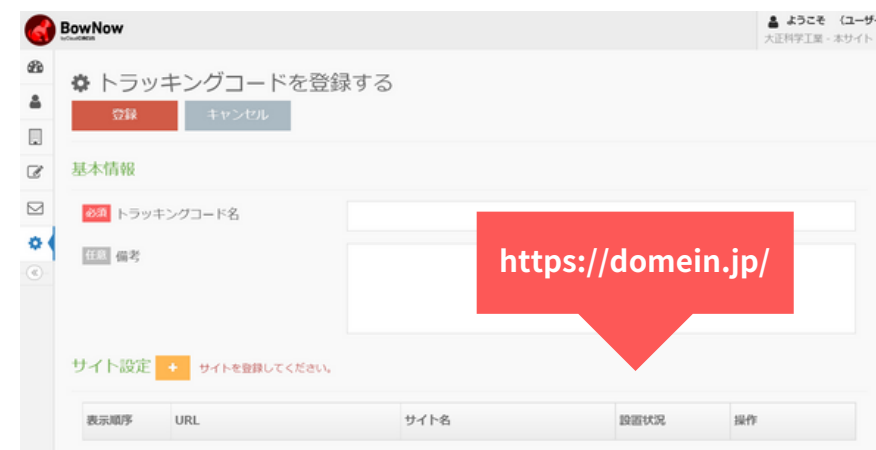 BowNow
ようこそ （ユーザ
大正科学工業 - 本サイト
トラッキングコードを登録する
登録
キャンセル
基本情報
必須 トラッキングコード名
任意 備考
https://domein.jp/
サイト設定 + サイトを登録してください。
表示順序 URL サイト名 設置状況 操作